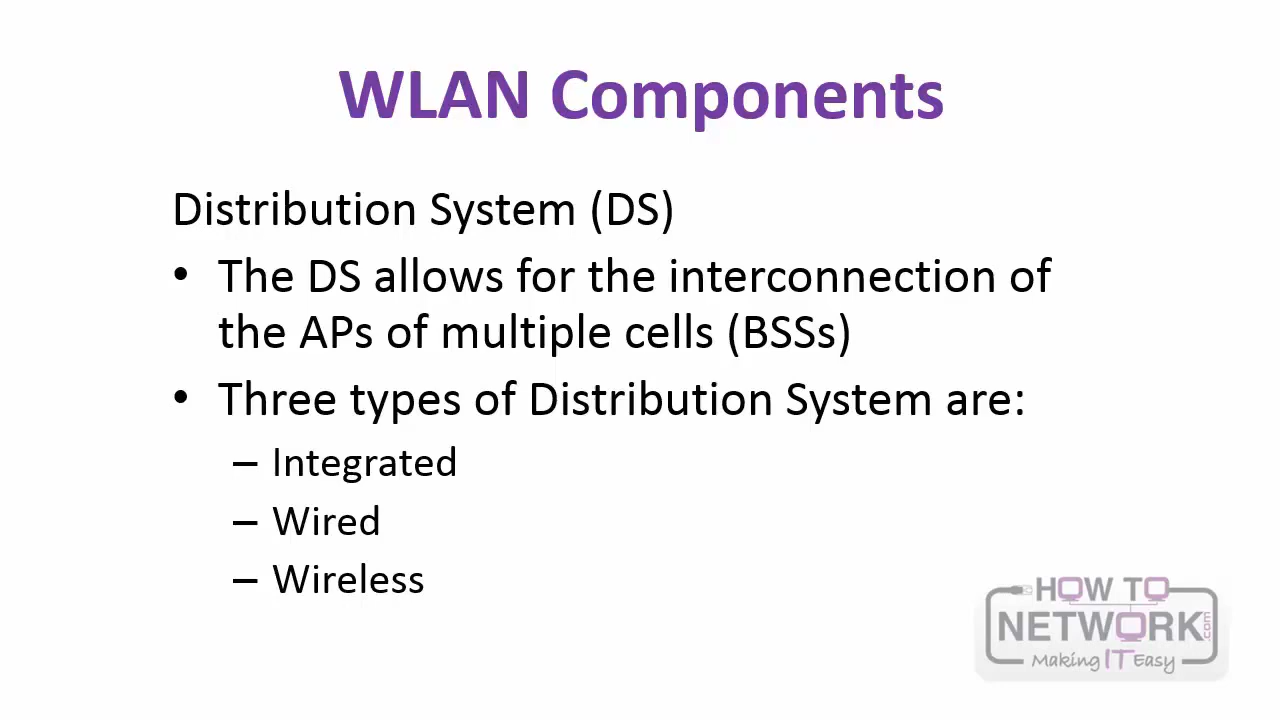 WLAN Components
Distribution System (DS)
• The DS allows for the interconnection of
the APs of multiple cells (BSSs)
• Three types of Distribution System are:
– Integrated
– Wired
– Wireless
HOW TO
NETWORK.com
Making IT Easy